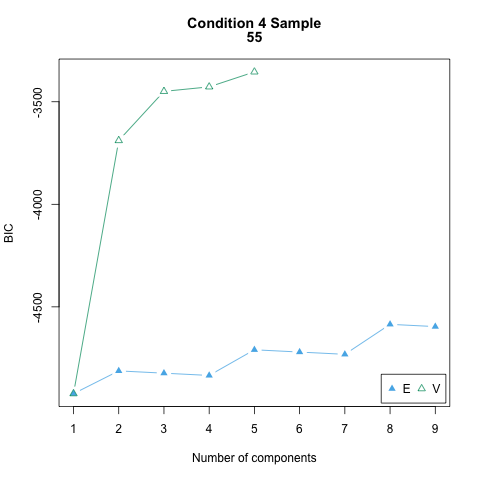 Condition 4 Sample
55
BIC
-3500
-4000
-4500
1 2 3 4 5 6 7 8 9
Number of components
E V